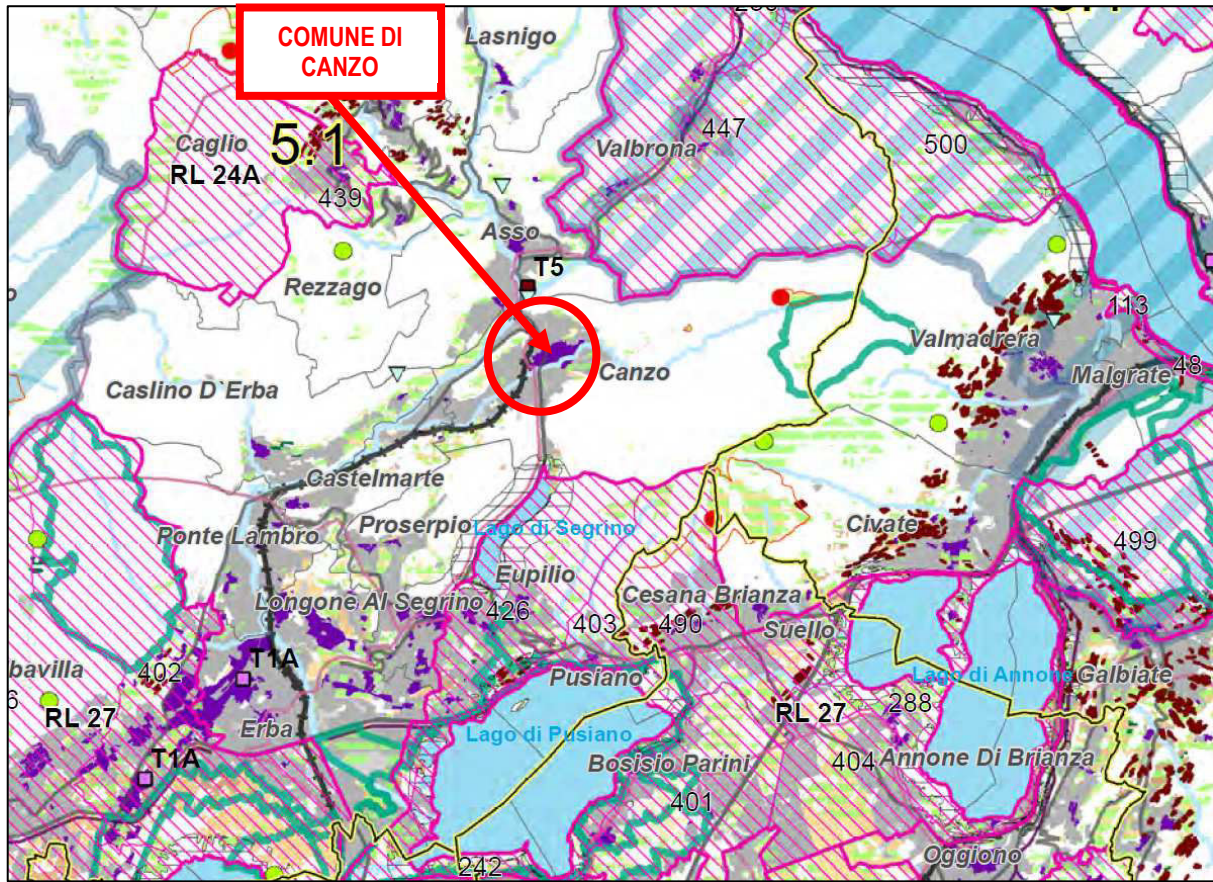 COMUNE DI
CANZO
Lasnigo
Caglio
RL 24A
5.1
439
Valbrona
447
500
Asso
T5
Rezzago
Canzo
Valmadrera
113
Malgrate
48
Caslino D`Erba
Castelmarte
Ponte Lambro
Proserpio
Lago di Segrino
Eupilio
Civate
499
Longone Al Segrino
426
403
Cesana Brianza
490
Suello
bavilla
402
T1A
Pusiano
RL 27
288
Lago di Annone
Galbiate
6
RL 27
Erba
Lago di Pusiano
T1A
Bosisio Parini
404
Annone Di Brianza
401
242
Oggiono